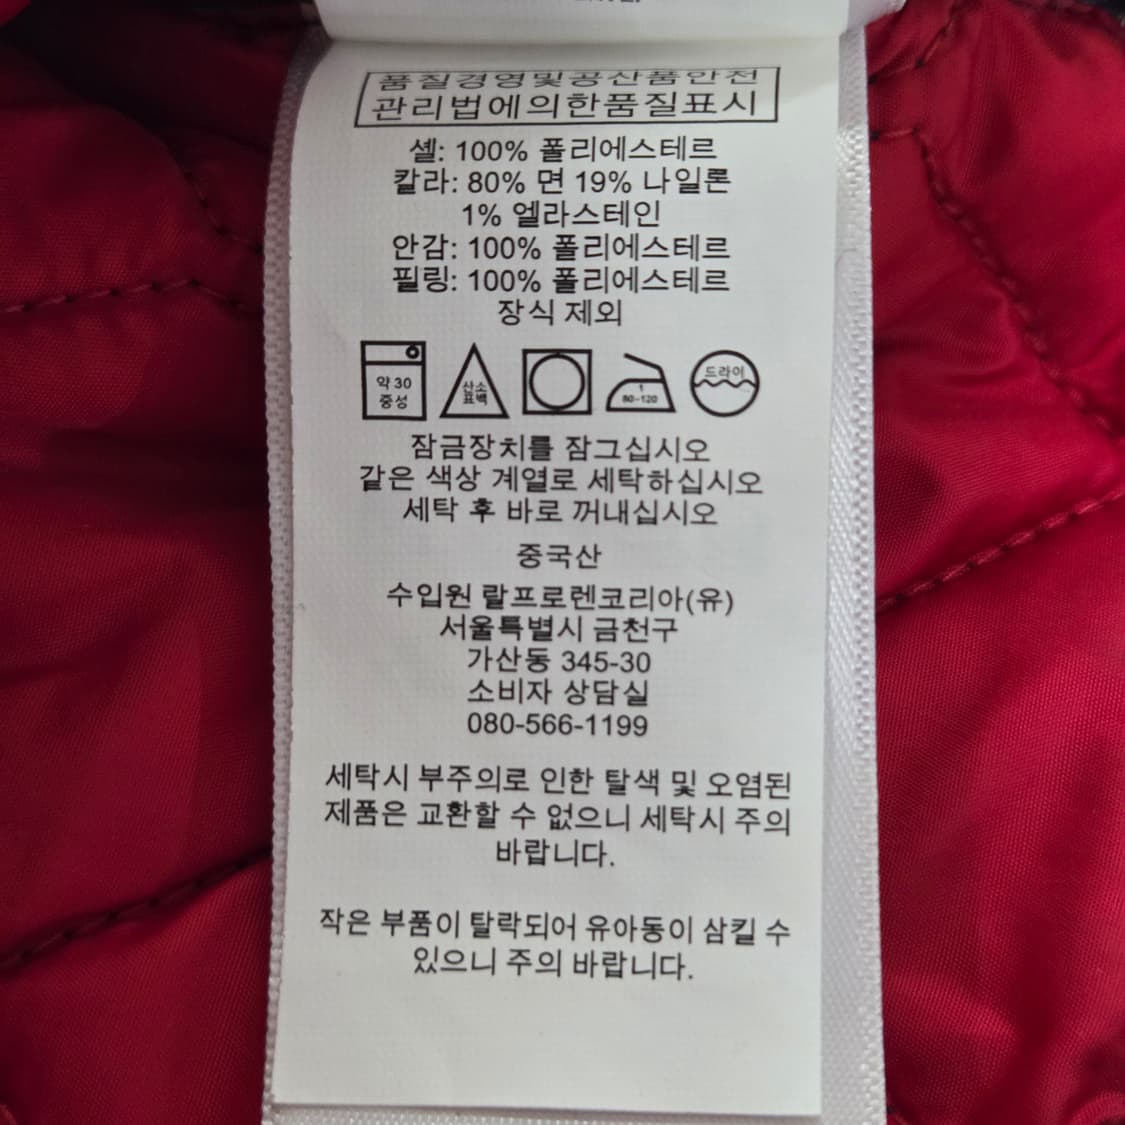 품질경영및공산품안전
관리법에의한품질표시
셸: 100% 폴리에스테르
칼라: 80% 면 19% 나일론
1% 엘라스테인
안감: 100% 폴리에스테르
필링: 100% 폴리에스테르
장식 제외
약 30
중성
산소
표백
1
80~120
드라이
잠금장치를 잠그십시오
같은 색상 계열로 세탁하십시오
세탁 후 바로 꺼내십시오
중국산
수입원 랄프로렌코리아(유)
서울특별시 금천구
가산동 345-30
소비자 상담실
080-566-1199
세탁시 부주의로 인한 탈색 및 오염된
제품은 교환할 수 없으니 세탁시 주의
바랍니다.
작은 부품이 탈락되어 유아동이 삼킬 수
있으니 주의 바랍니다.